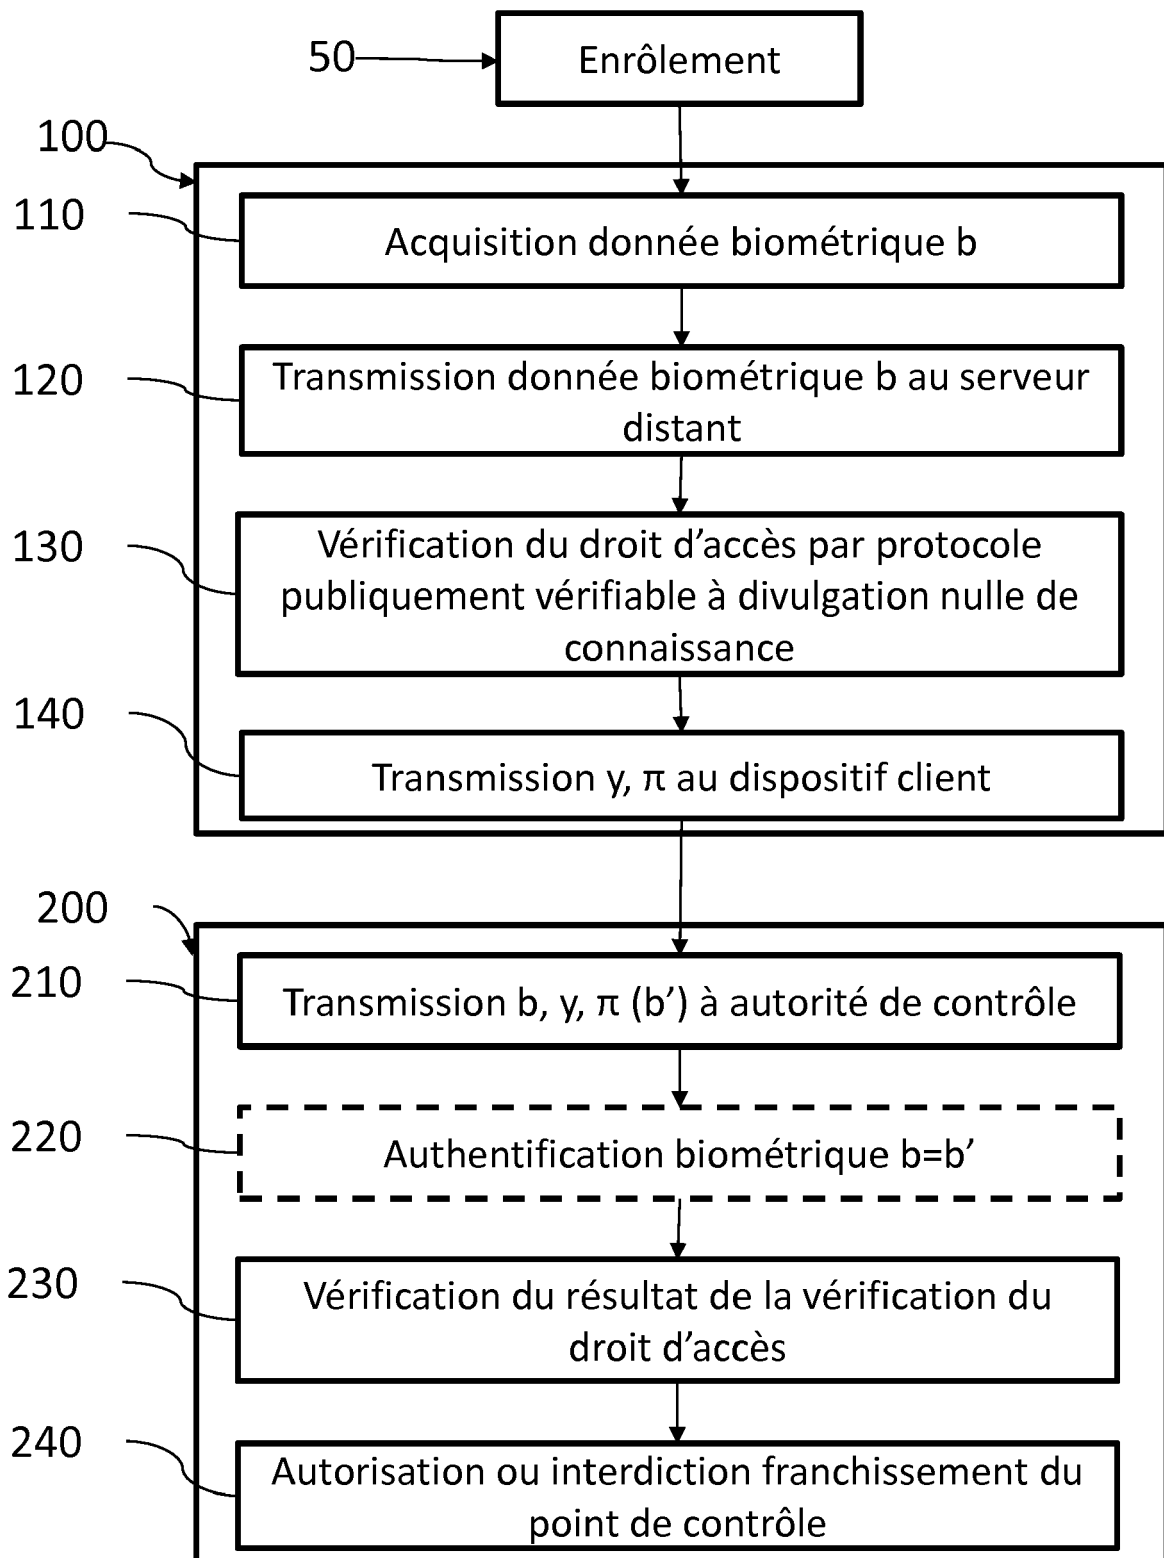 50
Enrôlement
100
110
Acquisition donnée biométrique b
120
Transmission donnée biométrique b au serveur
distant
130
Vérification du droit d’accès par protocole
publiquement vérifiable à divulgation nulle de
connaissance
140
Transmission y, π au dispositif client
200
210
Transmission b, y, π (b’) à autorité de contrôle
220
Authentification biométrique b=b’
230
Vérification du résultat de la vérification du
droit d’accès
240
Autorisation ou interdiction franchissement du
point de contrôle